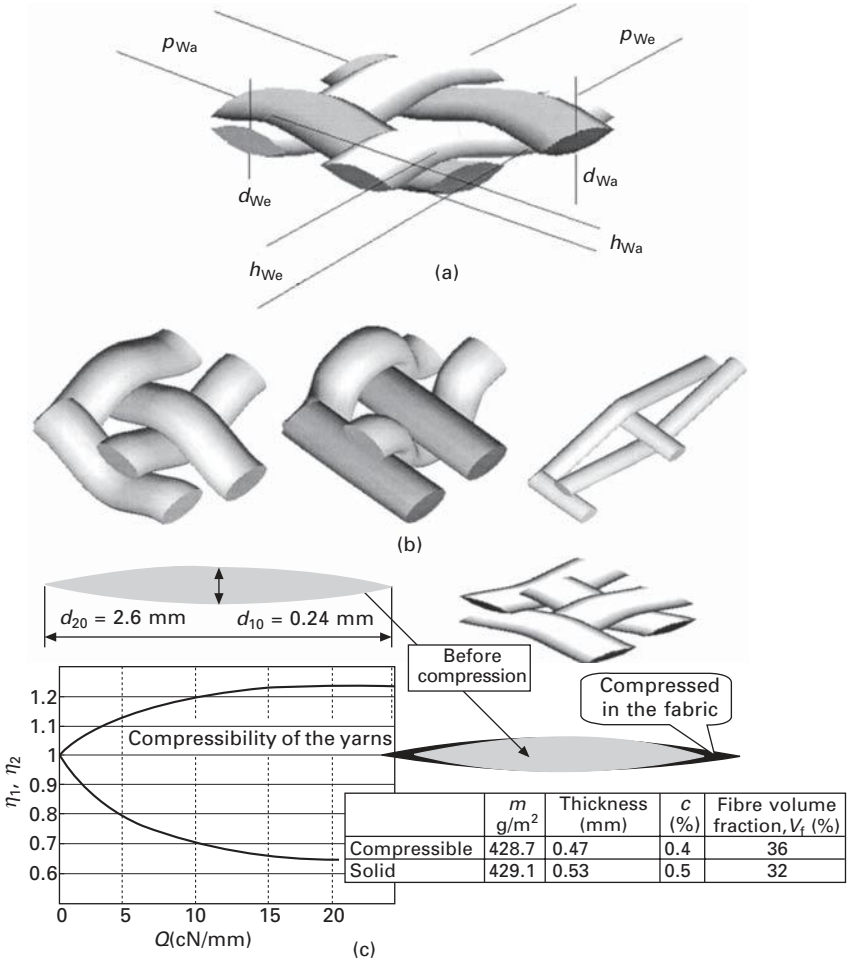 p_Wa
p_We
d_We
d_Wa
h_We
h_Wa
(a)
(b)
d_20 = 2.6 mm
d_10 = 0.24 mm
Before
compression
Compressed
in the fabric
1.2
1.1
1
0.9
0.8
0.7
0.6
η_1, η_2
Compressibility of the yarns
0 5 10 15 20
Q(cN/mm)
m g/m² Thickness (mm) c (%) Fibre volume fraction, V_f (%)
Compressible 428.7 0.47 0.4 36
Solid 429.1 0.53 0.5 32
(c)